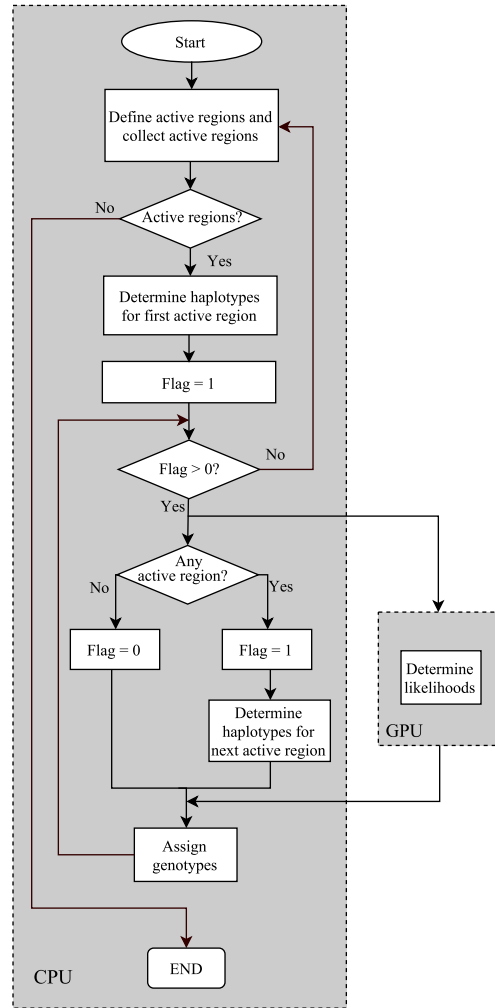 Start
Define active regions and
collect active regions
No
Active regions?
Yes
Determine haplotypes
for first active region
Flag = 1
Flag > 0?
No
Yes
Any
active region?
No
Yes
Flag = 0
Flag = 1
Determine
likelihoods
Determine
haplotypes for
next active region
GPU
Assign
genotypes
END
CPU